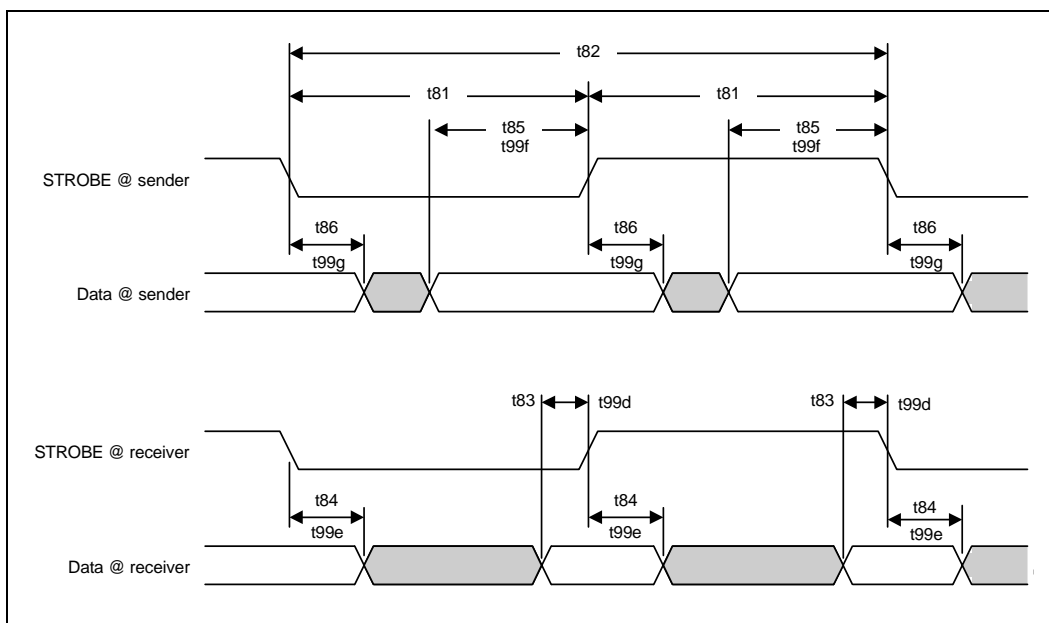 t82
t81 t81
t85 t85
t99f t99f
STROBE @ sender
t86 t86 t86
t99g t99g t99g
Data @ sender
t83 t99d t83 t99d
STROBE @ receiver
t84 t84 t84
t99e t99e t99e
Data @ receiver